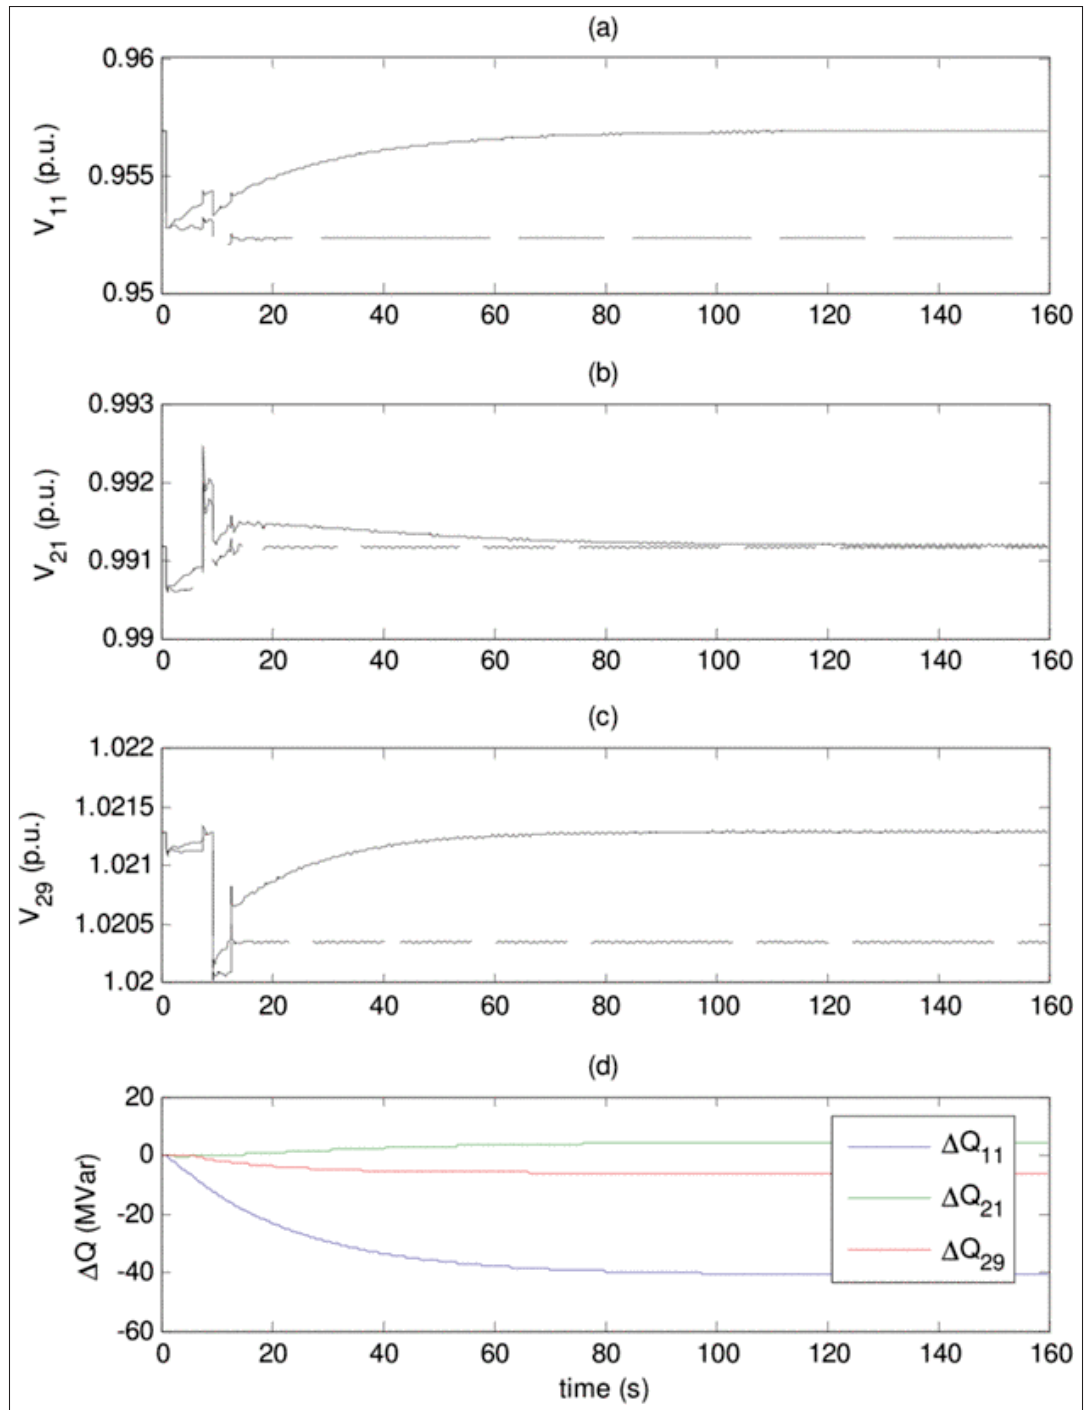 (a)
V11 (p.u.)
0.96
0.955
0.95
0 20 40 60 80 100 120 140 160
(b)
V21 (p.u.)
0.993
0.992
0.991
0.99
0 20 40 60 80 100 120 140 160
(c)
V29 (p.u.)
1.022
1.0215
1.021
1.0205
1.02
0 20 40 60 80 100 120 140 160
(d)
ΔQ (MVar)
20
0
-20
-40
-60
ΔQ11
ΔQ21
ΔQ29
0 20 40 60 80 100 120 140 160
time (s)